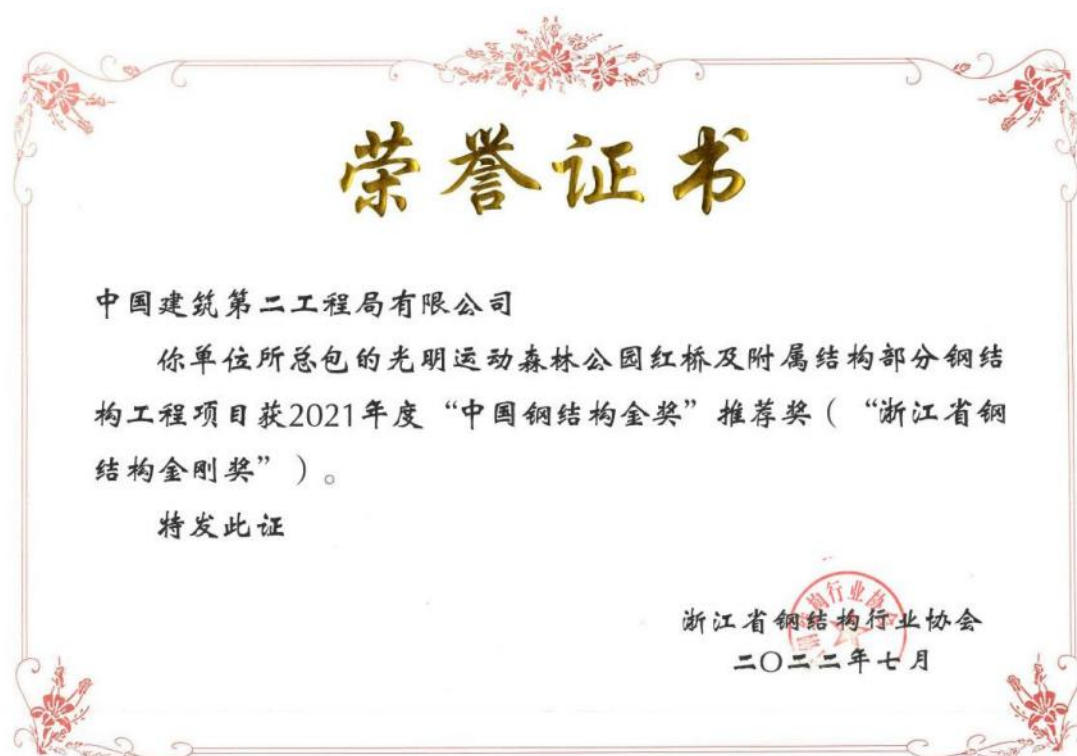 荣誉证书
中国建筑第二工程局有限公司
你单位所总包的光明运动森林公园红桥及附属结构部分钢结
构工程项目获2021年度“中国钢结构金奖”推荐奖（“浙江省钢
结构金刚奖”）。
特发此证
浙江省钢结构行业协会
二〇二二年七月